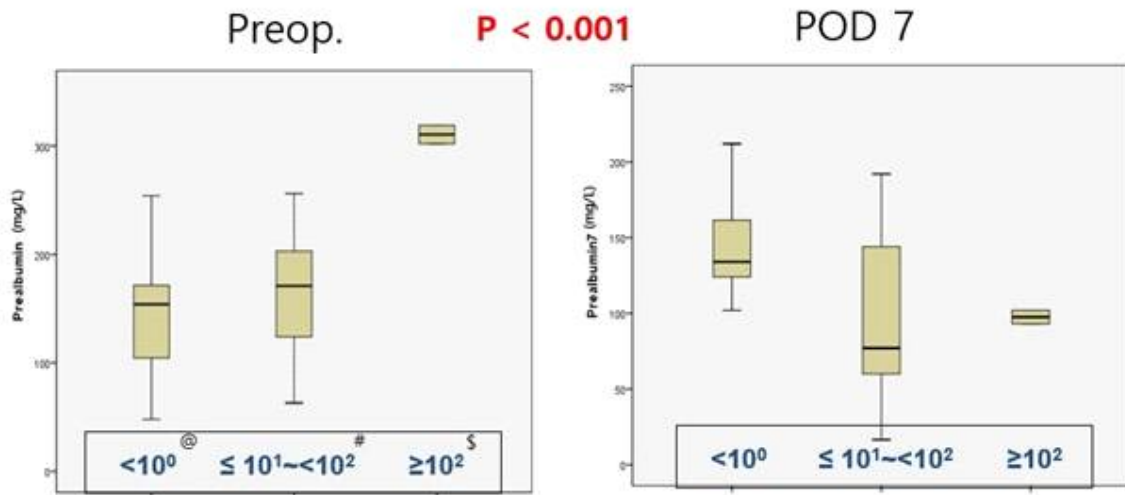 Preop. P < 0.001 POD 7
Prealbumin (mg/L)
300
200
100
0
<10⁰@ ≤ 10¹~<10²# ≥10²$
Prealbumin7 (mg/L)
250
200
150
100
50
0
<10⁰ ≤ 10¹~<10² ≥10²